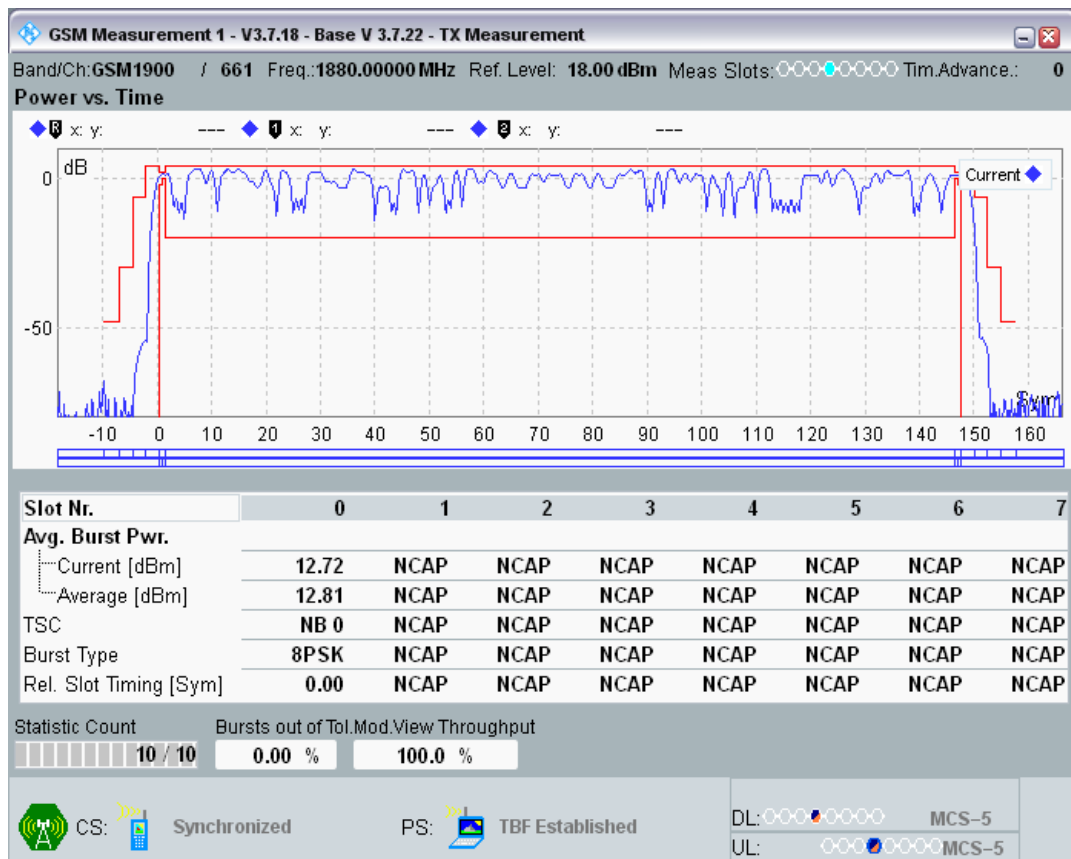 GSM Measurement 1 - V3.7.18 - Base V 3.7.22 - TX Measurement
Band/Ch:GSM1900 / 661 Freq.:1880.00000 MHz Ref. Level: 18.00 dBm Meas Slots: Tim.Advance.: 0
Power vs. Time
R x: y: --- 1 x: y: --- 2 x: y: ---
dB
0
Current
-50
Sym
-10 0 10 20 30 40 50 60 70 80 90 100 110 120 130 140 150 160
Slot Nr. 0 1 2 3 4 5 6 7
Avg. Burst Pwr.
Current [dBm] 12.72 NCAP NCAP NCAP NCAP NCAP NCAP NCAP
Average [dBm] 12.81 NCAP NCAP NCAP NCAP NCAP NCAP NCAP
TSC NB 0 NCAP NCAP NCAP NCAP NCAP NCAP NCAP
Burst Type 8PSK NCAP NCAP NCAP NCAP NCAP NCAP NCAP
Rel. Slot Timing [Sym] 0.00 NCAP NCAP NCAP NCAP NCAP NCAP NCAP
Statistic Count Bursts out of Tol.Mod.View Throughput
10 / 10 0.00 % 100.0 %
CS: Synchronized PS: TBF Established
DL: MCS-5
UL: MCS-5